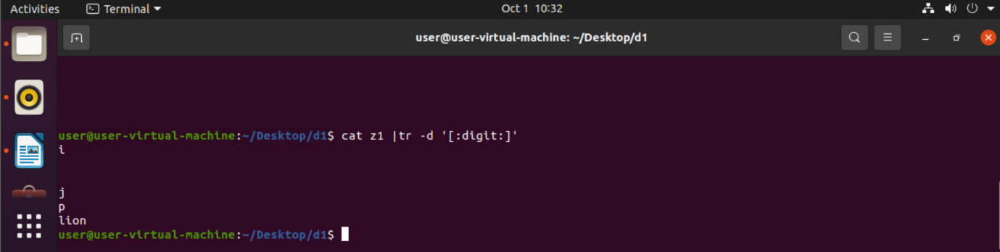 Activities Terminal Oct 1 10:32
user@user-virtual-machine: ~/Desktop/d1
user@user-virtual-machine:~/Desktop/d1$ cat z1 |tr -d '[:digit:]'
i
j
p
lion
user@user-virtual-machine:~/Desktop/d1$